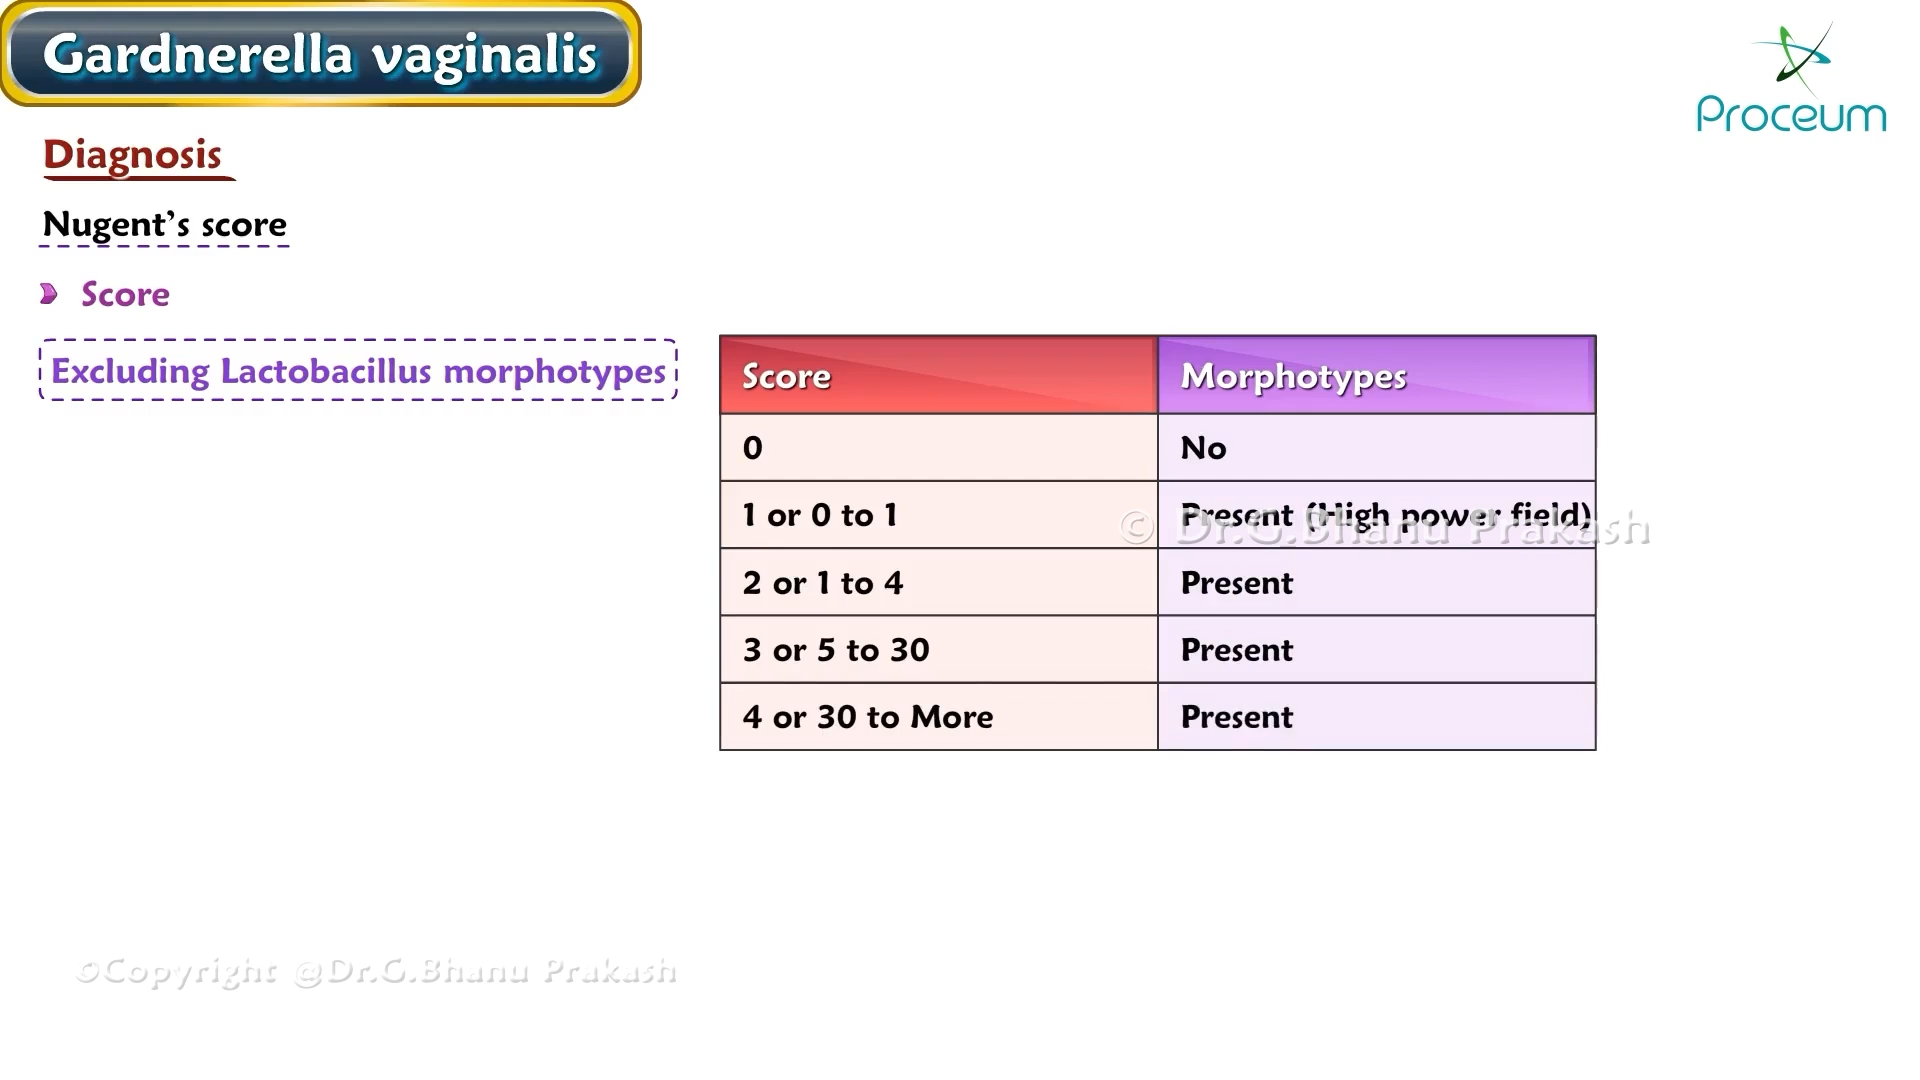 Gardnerella vaginalis
Proceum
Diagnosis
Nugent's score
Score
Excluding Lactobacillus morphotypes
Score Morphotypes
0 No
1 or 0 to 1 Present (High power field)
© Dr.G.Bhanu Prakash
2 or 1 to 4 Present
3 or 5 to 30 Present
4 or 30 to More Present
©Copyright @Dr.G.Bhanu Prakash